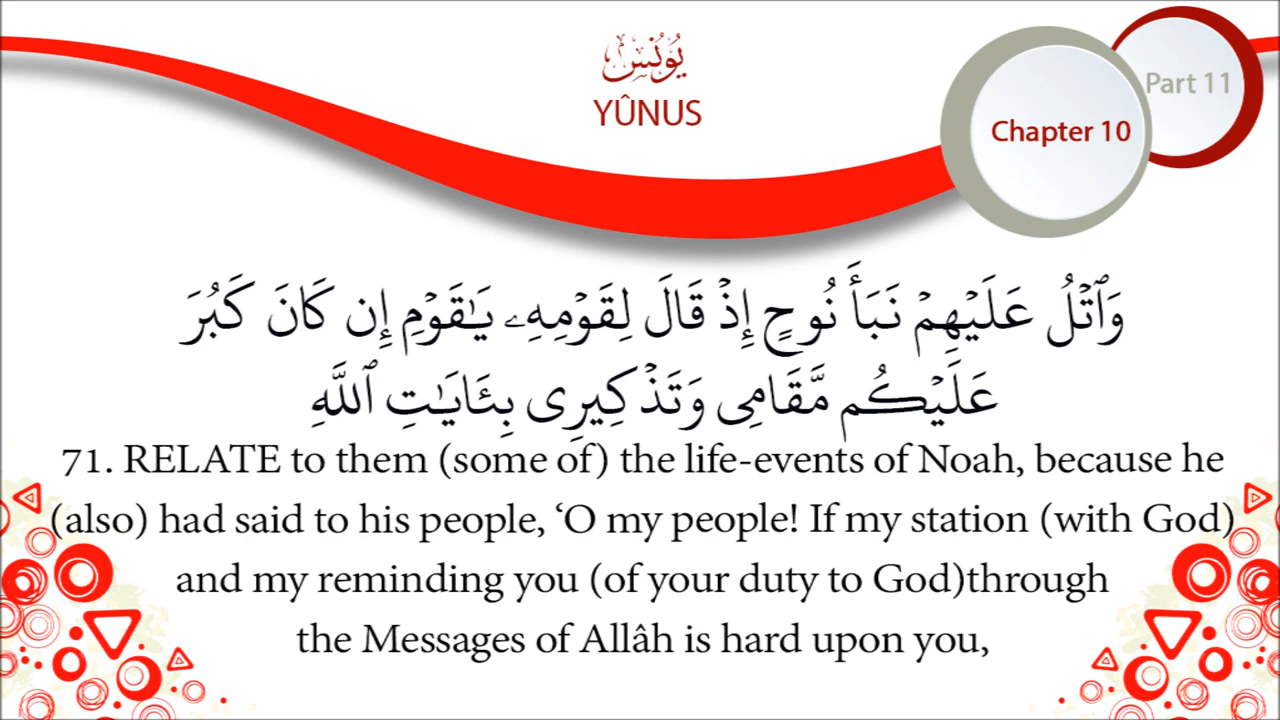 يُونُس
YÛNUS
Part 11
Chapter 10
وَٱتۡلُ عَلَيۡهِمۡ نَبَأَ نُوحٍ إِذۡ قَالَ لِقَوۡمِهِۦ يَـٰقَوۡمِ إِن كَانَ كَبُرَ
عَلَيۡكُم مَّقَامِى وَتَذۡكِيرِى بِـَٔايَـٰتِ ٱللَّهِ
71. RELATE to them (some of) the life-events of Noah, because he
(also) had said to his people, ‘O my people! If my station (with God)
and my reminding you (of your duty to God)through
the Messages of Allâh is hard upon you,